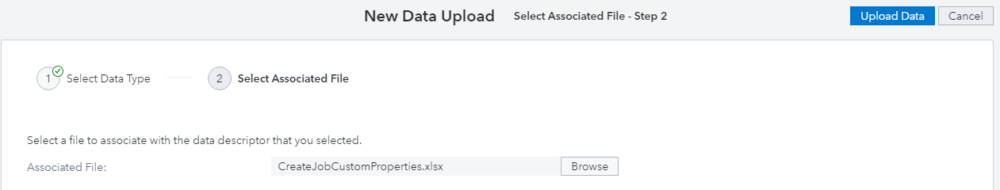 New Data Upload Select Associated File - Step 2 Upload Data Cancel
1 Select Data Type 2 Select Associated File
Select a file to associate with the data descriptor that you selected.
Associated File: CreateJobCustomProperties.xlsx Browse